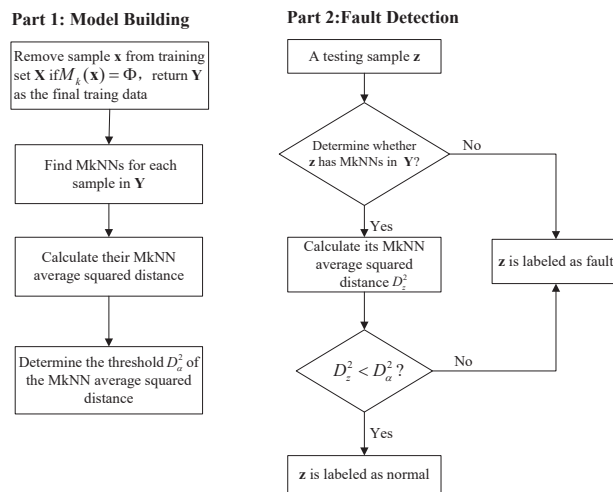 Part 1: Model Building
Remove sample x from training
set X if M_k(x) = Φ, return Y
as the final traing data
Find MkNNs for each
sample in Y
Calculate their MkNN
average squared distance
Determine the threshold D_α^2 of
the MkNN average squared
distance
Part 2:Fault Detection
A testing sample z
Determine whether
z has MkNNs in Y?
No
Yes
Calculate its MkNN
average squared
distance D_z^2
z is labeled as fault
D_z^2 < D_α^2 ?
No
Yes
z is labeled as normal